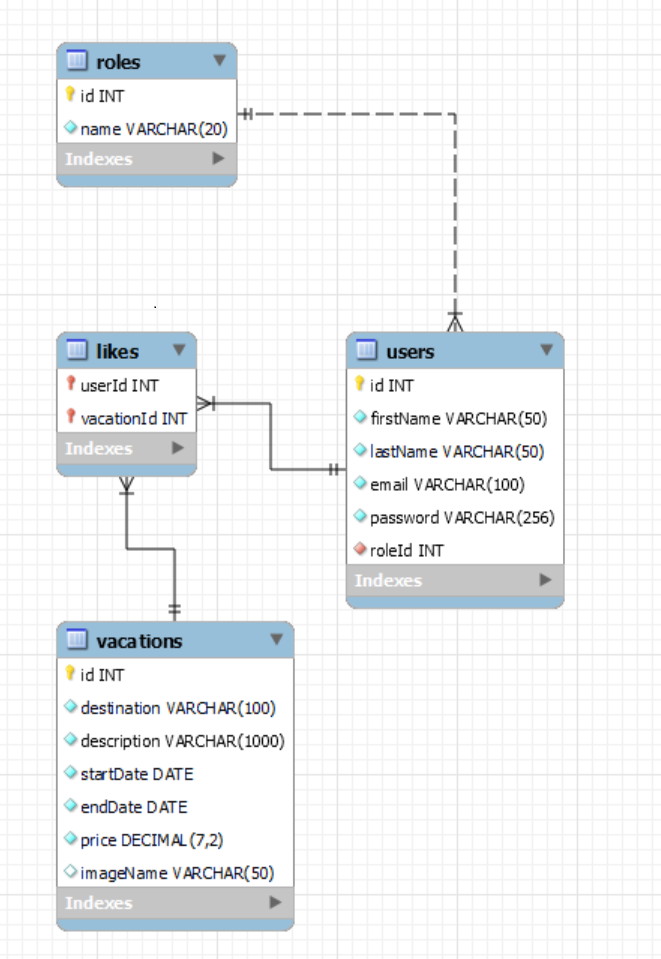 roles
id INT
name VARCHAR(20)
Indexes
likes
userId INT
vacationId INT
Indexes
users
id INT
firstName VARCHAR(50)
lastName VARCHAR(50)
email VARCHAR(100)
password VARCHAR(256)
roleId INT
Indexes
vacations
id INT
destination VARCHAR(100)
description VARCHAR(1000)
startDate DATE
endDate DATE
price DECIMAL(7,2)
imageName VARCHAR(50)
Indexes